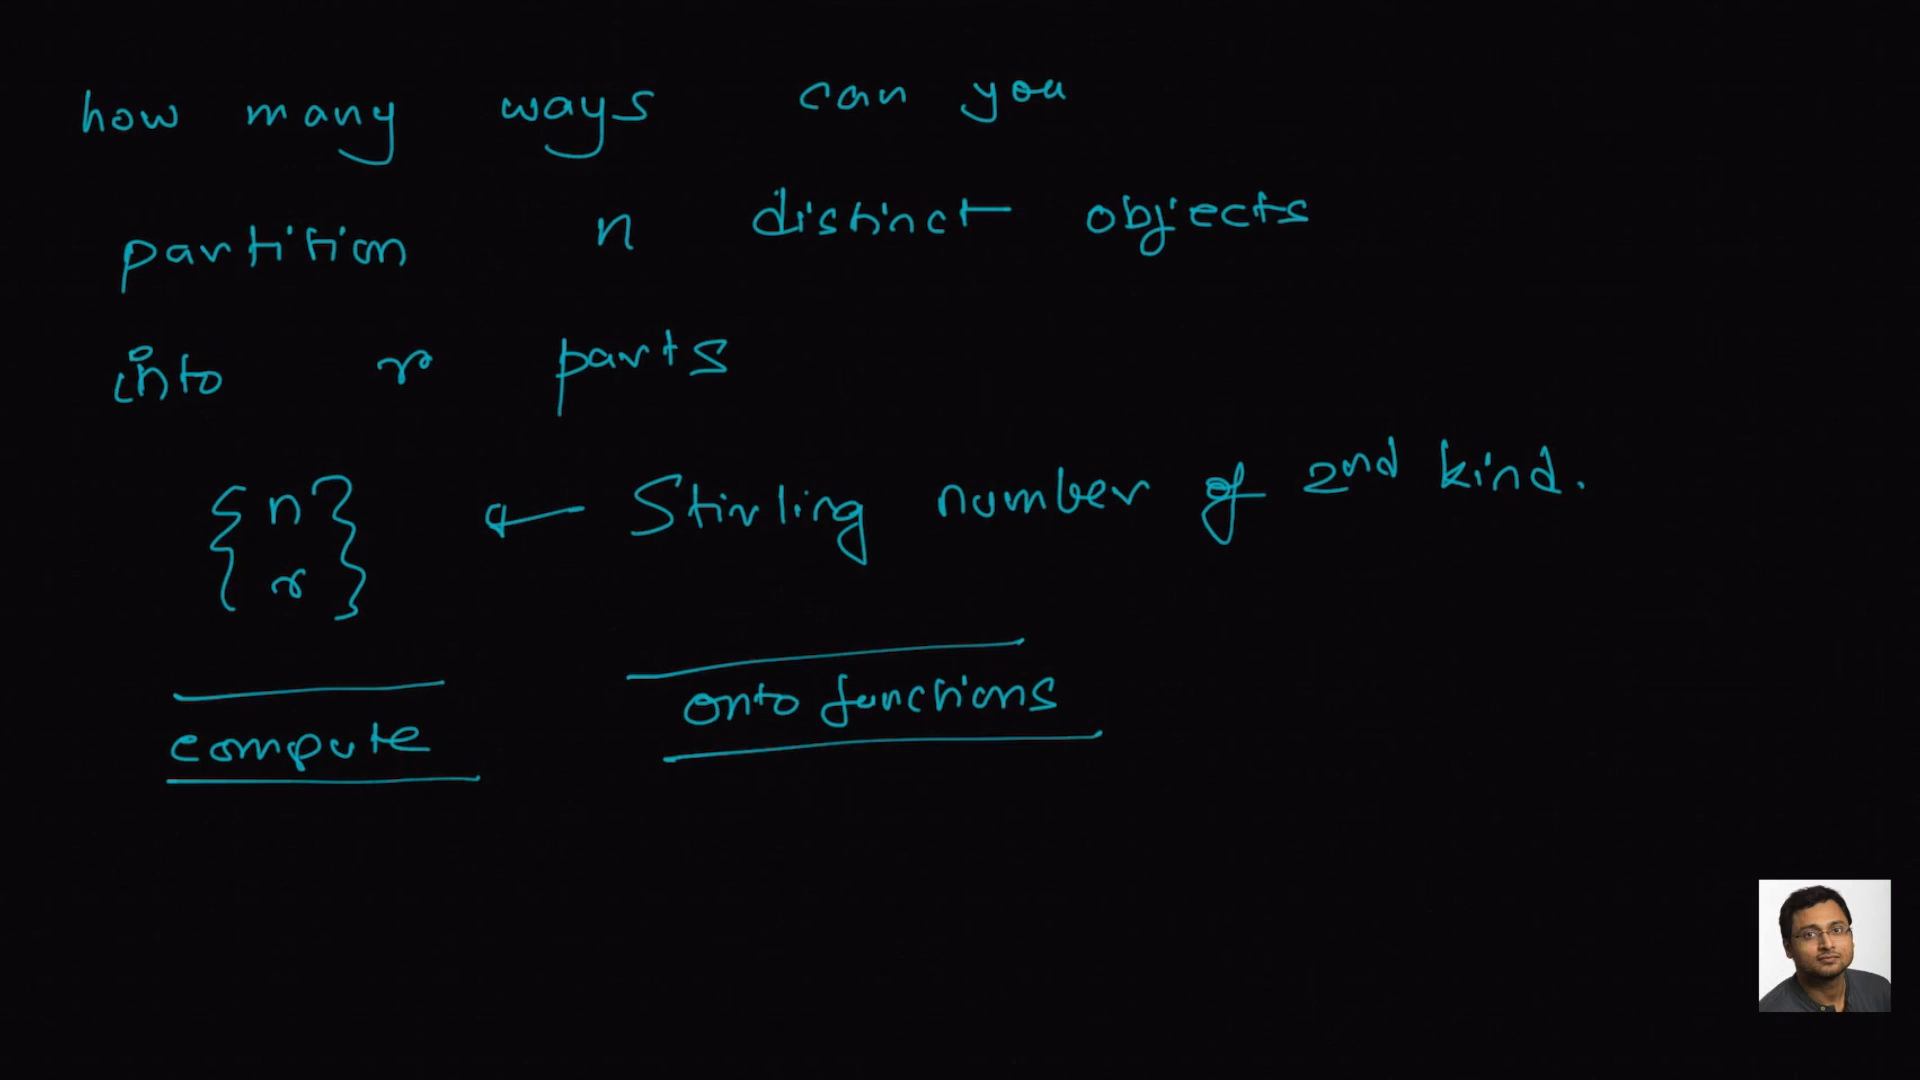 how many ways can you
partition n distinct objects
into r parts
{n
r} ← Stirling number of 2nd kind.
compute onto functions